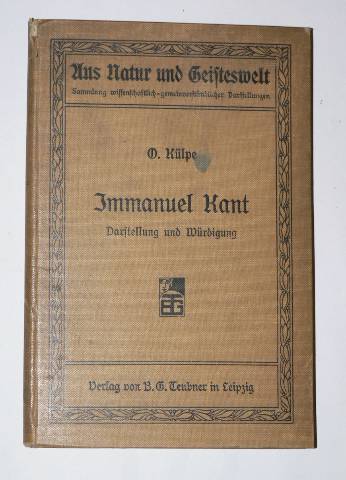 Aus Natur und Geisteswelt
Sammlung wissenschaftlich-gemeinverständlicher Darstellungen
O. Külpe
Immanuel Kant
Darstellung und Würdigung
Verlag von B. G. Teubner in Leipzig